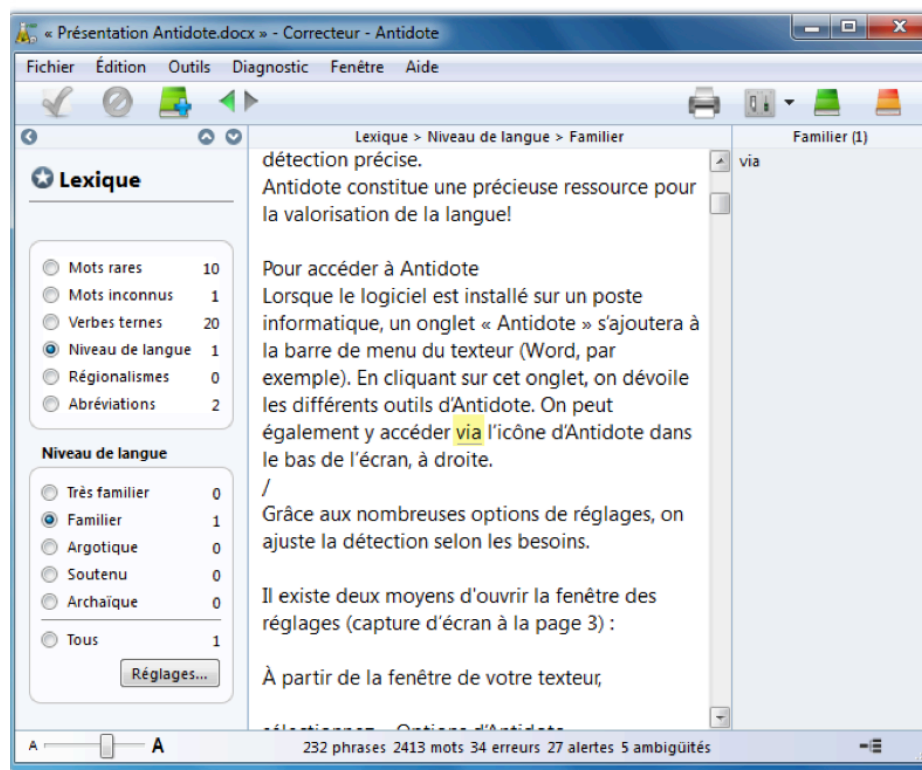 « Présentation Antidote.docx » - Correcteur - Antidote
Fichier Édition Outils Diagnostic Fenêtre Aide
Lexique > Niveau de langue > Familier
Familier (1)
Lexique
Mots rares 10
Mots inconnus 1
Verbes ternes 20
Niveau de langue 1
Régionalismes 0
Abréviations 2
Niveau de langue
Très familier 0
Familier 1
Argotique 0
Soutenu 0
Archaïque 0
Tous 1
Réglages...
détection précise.
Antidote constitue une précieuse ressource pour
la valorisation de la langue!
Pour accéder à Antidote
Lorsque le logiciel est installé sur un poste
informatique, un onglet « Antidote » s'ajoutera à
la barre de menu du texteur (Word, par
exemple). En cliquant sur cet onglet, on dévoile
les différents outils d'Antidote. On peut
également y accéder via l'icône d'Antidote dans
le bas de l'écran, à droite.
/
Grâce aux nombreuses options de réglages, on
ajuste la détection selon les besoins.
Il existe deux moyens d'ouvrir la fenêtre des
réglages (capture d'écran à la page 3) :
À partir de la fenêtre de votre texteur,
via
A A
232 phrases 2413 mots 34 erreurs 27 alertes 5 ambigüités